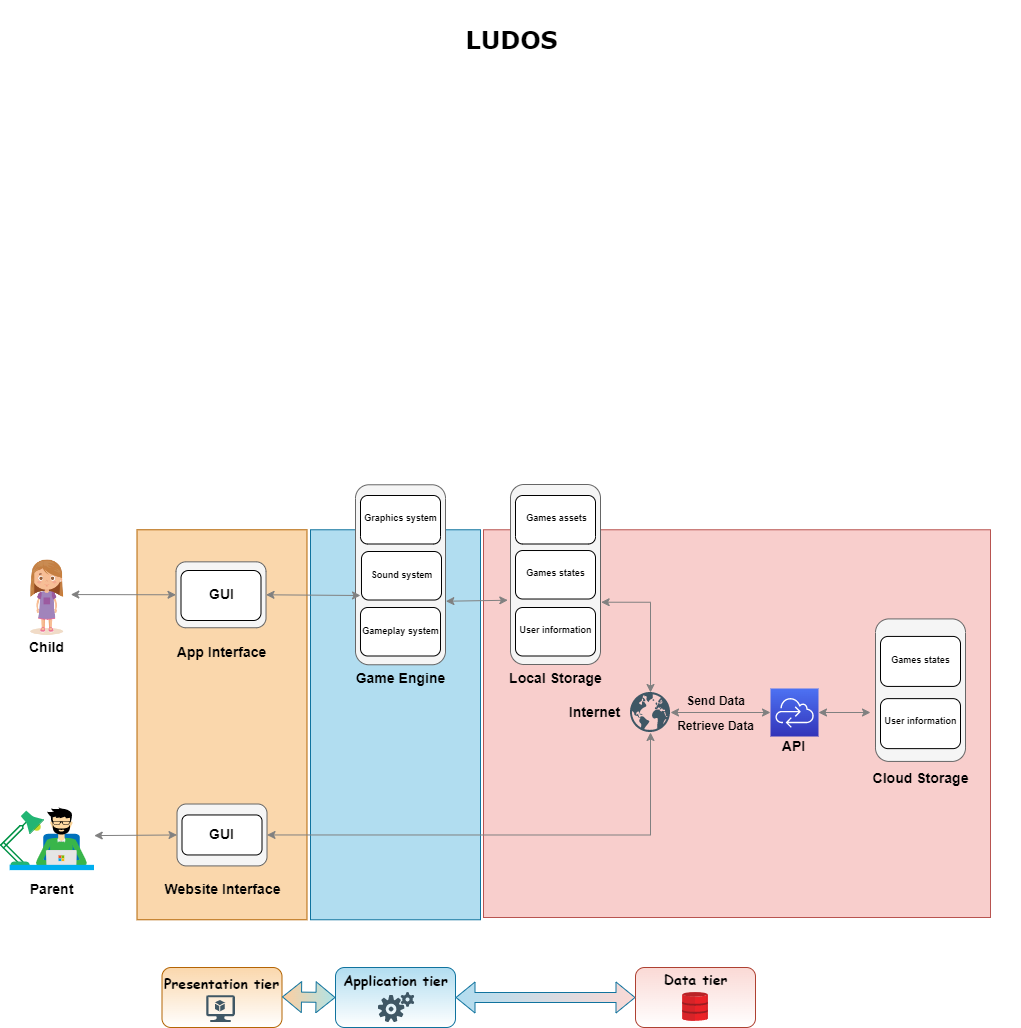 LUDOS
Graphics system
Sound system
Gameplay system
Game Engine
Games assets
Games states
User information
Local Storage
GUI
App Interface
Child
Internet
Send Data
Retrieve Data
API
Games states
User information
Cloud Storage
GUI
Website Interface
Parent
Presentation tier
Application tier
Data tier